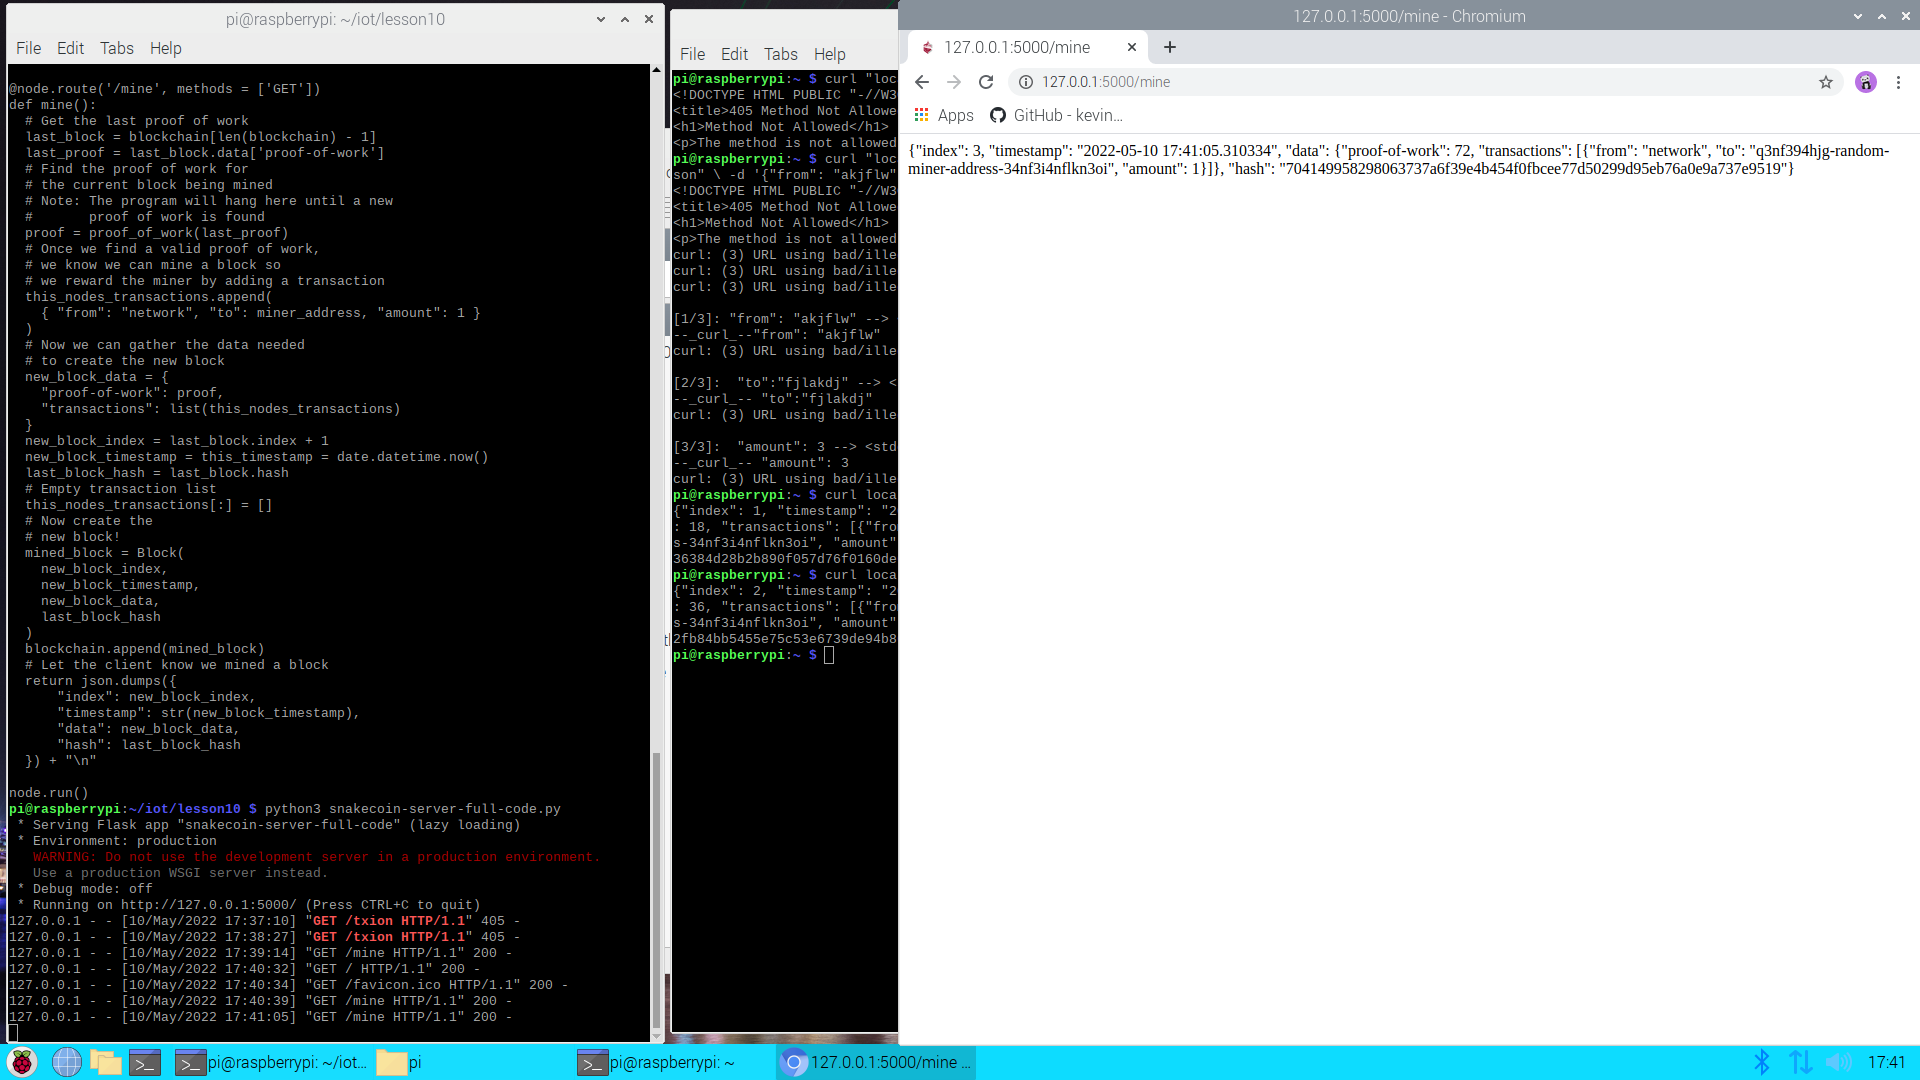 pi@raspberrypi: ~/iot/lesson10
File Edit Tabs Help
@node.route('/mine', methods = ['GET'])
def mine():
  # Get the last proof of work
  last_block = blockchain[len(blockchain) - 1]
  last_proof = last_block.data['proof-of-work']
  # Find the proof of work for
  # the current block being mined
  # Note: The program will hang here until a new
  #       proof of work is found
  proof = proof_of_work(last_proof)
  # Once we find a valid proof of work,
  # we know we can mine a block so
  # we reward the miner by adding a transaction
  this_nodes_transactions.append(
    { "from": "network", "to": miner_address, "amount": 1 }
  )
  # Now we can gather the data needed
  # to create the new block
  new_block_data = {
    "proof-of-work": proof,
    "transactions": list(this_nodes_transactions)
  }
  new_block_index = last_block.index + 1
  new_block_timestamp = this_timestamp = date.datetime.now()
  last_block_hash = last_block.hash
  # Empty transaction list
  this_nodes_transactions[:] = []
  # Now create the
  # new block!
  mined_block = Block(
    new_block_index,
    new_block_timestamp,
    new_block_data,
    last_block_hash
  )
  blockchain.append(mined_block)
  # Let the client know we mined a block
  return json.dumps({
      "index": new_block_index,
      "timestamp": str(new_block_timestamp),
      "data": new_block_data,
      "hash": last_block_hash
  }) + "\n"
node.run()
pi@raspberrypi:~/iot/lesson10 $ python3 snakecoin-server-full-code.py
 * Serving Flask app "snakecoin-server-full-code" (lazy loading)
 * Environment: production
   WARNING: Do not use the development server in a production environment.
   Use a production WSGI server instead.
 * Debug mode: off
 * Running on http://127.0.0.1:5000/ (Press CTRL+C to quit)
127.0.0.1 - - [10/May/2022 17:37:10] "GET /txion HTTP/1.1" 405 -
127.0.0.1 - - [10/May/2022 17:38:27] "GET /txion HTTP/1.1" 405 -
127.0.0.1 - - [10/May/2022 17:39:14] "GET /mine HTTP/1.1" 200 -
127.0.0.1 - - [10/May/2022 17:40:32] "GET / HTTP/1.1" 200 -
127.0.0.1 - - [10/May/2022 17:40:34] "GET /favicon.ico HTTP/1.1" 200 -
127.0.0.1 - - [10/May/2022 17:40:39] "GET /mine HTTP/1.1" 200 -
127.0.0.1 - - [10/May/2022 17:41:05] "GET /mine HTTP/1.1" 200 -
File Edit Tabs Help
pi@raspberrypi:~ $ curl "loc
<!DOCTYPE HTML PUBLIC "-//W3
<title>405 Method Not Allowe
<h1>Method Not Allowed</h1>
<p>The method is not allowed
pi@raspberrypi:~ $ curl "loc
son" \ -d '{"from": "akjflw"
<!DOCTYPE HTML PUBLIC "-//W3
<title>405 Method Not Allowe
<h1>Method Not Allowed</h1>
<p>The method is not allowed
curl: (3) URL using bad/ille
curl: (3) URL using bad/ille
curl: (3) URL using bad/ille
[1/3]: "from": "akjflw" -->
--_curl_--"from": "akjflw"
curl: (3) URL using bad/ille
[2/3]:  "to":"fjlakdj" --> <
--_curl_-- "to":"fjlakdj"
curl: (3) URL using bad/ille
[3/3]:  "amount": 3 --> <std
--_curl_-- "amount": 3
curl: (3) URL using bad/ille
pi@raspberrypi:~ $ curl loca
{"index": 1, "timestamp": "2
: 18, "transactions": [{"fro
s-34nf3i4nflkn3oi", "amount"
36384d28b2b890f057d76f0160de
pi@raspberrypi:~ $ curl loca
{"index": 2, "timestamp": "2
: 36, "transactions": [{"fro
s-34nf3i4nflkn3oi", "amount"
2fb84bb5455e75c53e6739de94b8
pi@raspberrypi:~ $
127.0.0.1:5000/mine - Chromium
127.0.0.1:5000/mine
127.0.0.1:5000/mine
Apps GitHub - kevin...
{"index": 3, "timestamp": "2022-05-10 17:41:05.310334", "data": {"proof-of-work": 72, "transactions": [{"from": "network", "to": "q3nf394hjg-random-
miner-address-34nf3i4nflkn3oi", "amount": 1}]}, "hash": "704149958298063737a6f39e4b454f0fbcee77d50299d95eb76a0e9a737e9519"}
pi@raspberrypi: ~/iot... pi pi@raspberrypi: ~ 127.0.0.1:5000/mine ... 17:41